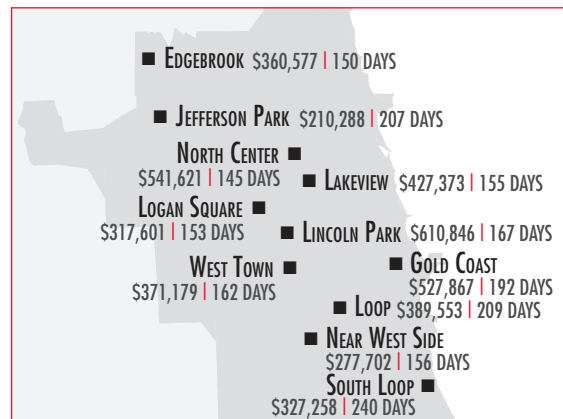 EDGEBROOK $360,577 | 150 DAYS
JEFFERSON PARK $210,288 | 207 DAYS
NORTH CENTER
$541,621 | 145 DAYS
LAKEVIEW $427,373 | 155 DAYS
LOGAN SQUARE
$317,601 | 153 DAYS
LINCOLN PARK $610,846 | 167 DAYS
WEST TOWN
$371,179 | 162 DAYS
GOLD COAST
$527,867 | 192 DAYS
LOOP $389,553 | 209 DAYS
NEAR WEST SIDE
$277,702 | 156 DAYS
SOUTH LOOP
$327,258 | 240 DAYS